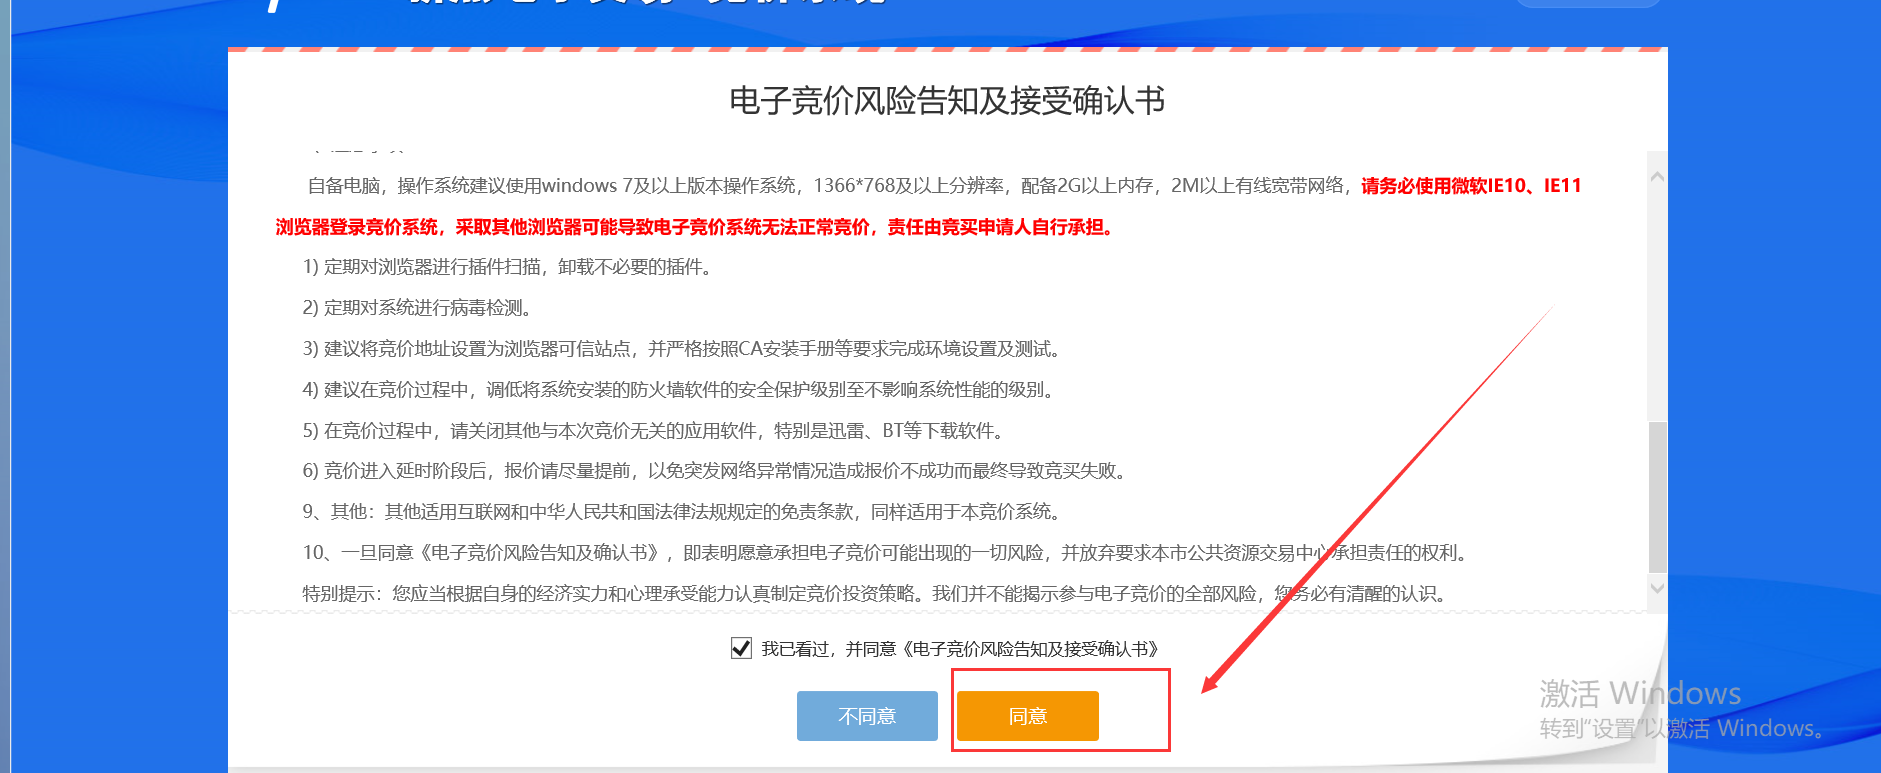 电子竞价风险告知及接受确认书
自备电脑，操作系统建议使用windows 7及以上版本操作系统，1366*768及以上分辨率，配备2G以上内存，2M以上有线宽带网络，请务必使用微软IE10、IE11
浏览器登录竞价系统，采取其他浏览器可能导致电子竞价系统无法正常竞价，责任由竞买申请人自行承担。
1) 定期对浏览器进行插件扫描，卸载不必要的插件。
2) 定期对系统进行病毒检测。
3) 建议将竞价地址设置为浏览器可信站点，并严格按照CA安装手册等要求完成环境设置及测试。
4) 建议在竞价过程中，调低将系统安装的防火墙软件的安全保护级别至不影响系统性能的级别。
5) 在竞价过程中，请关闭其他与本次竞价无关的应用软件，特别是迅雷、BT等下载软件。
6) 竞价进入延时阶段后，报价请尽量提前，以免突发网络异常情况造成报价不成功而最终导致竞买失败。
9、其他：其他适用互联网和中华人民共和国法律法规规定的免责条款，同样适用于本竞价系统。
10、一旦同意《电子竞价风险告知及确认书》，即表明愿意承担电子竞价可能出现的一切风险，并放弃要求本市公共资源交易中心承担责任的权利。
特别提示：您应当根据自身的经济实力和心理承受能力认真制定竞价投资策略。我们并不能揭示参与电子竞价的全部风险，您务必有清醒的认识。
我已看过，并同意《电子竞价风险告知及接受确认书》
不同意
同意
激活 Windows
转到“设置”以激活 Windows。